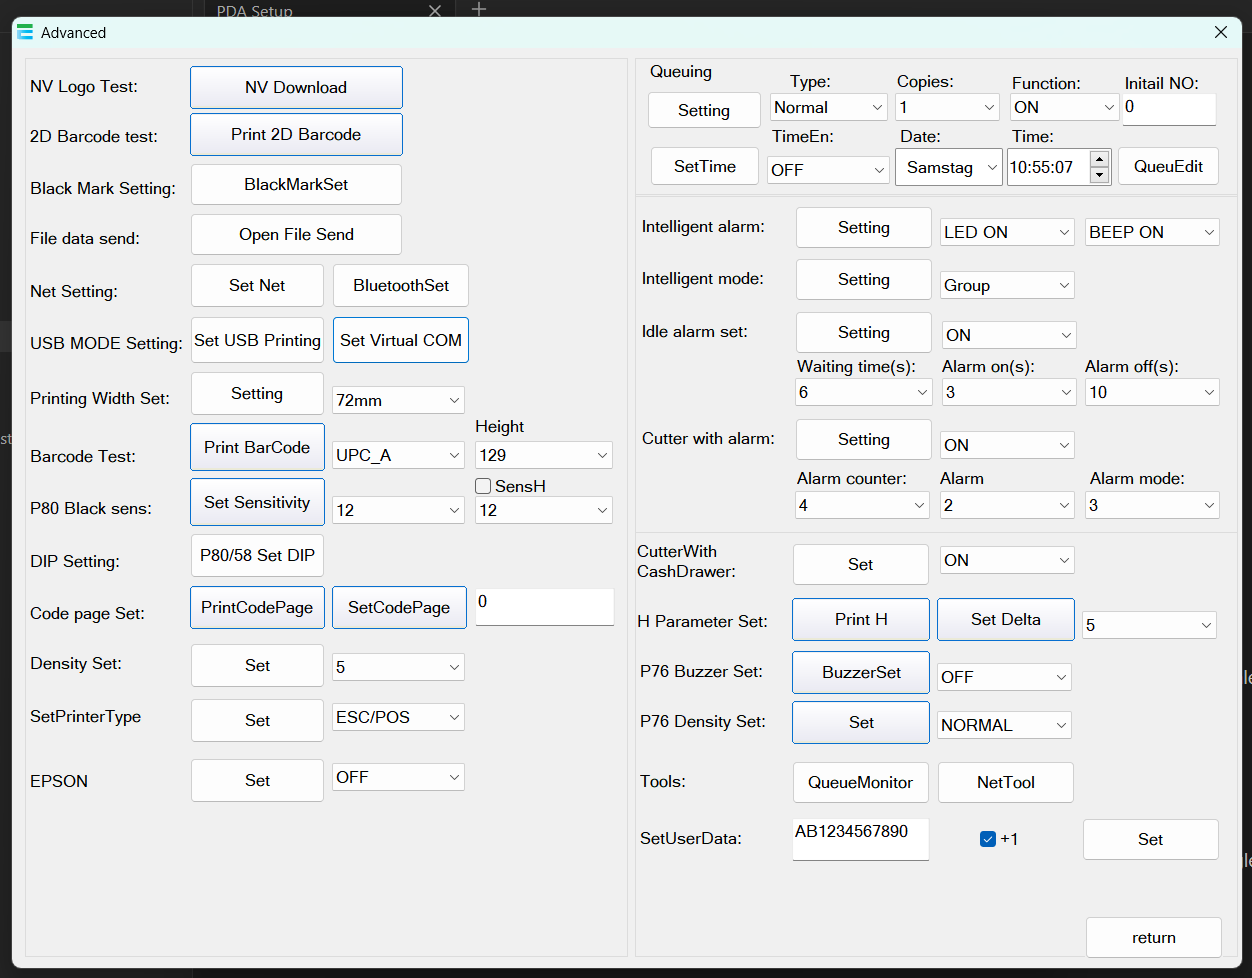 PDA Setup
Advanced
NV Logo Test:
NV Download
2D Barcode test:
Print 2D Barcode
Black Mark Setting:
BlackMarkSet
File data send:
Open File Send
Net Setting:
Set Net
BluetoothSet
USB MODE Setting:
Set USB Printing
Set Virtual COM
Printing Width Set:
Setting
72mm
Height
Barcode Test:
Print BarCode
UPC_A
129
SensH
P80 Black sens:
Set Sensitivity
12
12
DIP Setting:
P80/58 Set DIP
Code page Set:
PrintCodePage
SetCodePage
0
Density Set:
Set
5
SetPrinterType
Set
ESC/POS
EPSON
Set
OFF
Queuing
Type:
Copies:
Function:
Initail NO:
Setting
Normal
1
ON
0
TimeEn:
Date:
Time:
SetTime
OFF
Samstag
10:55:07
QueuEdit
Intelligent alarm:
Setting
LED ON
BEEP ON
Intelligent mode:
Setting
Group
Idle alarm set:
Setting
ON
Waiting time(s):
Alarm on(s):
Alarm off(s):
6
3
10
Cutter with alarm:
Setting
ON
Alarm counter:
Alarm
Alarm mode:
4
2
3
CutterWith
CashDrawer:
Set
ON
H Parameter Set:
Print H
Set Delta
5
P76 Buzzer Set:
BuzzerSet
OFF
P76 Density Set:
Set
NORMAL
Tools:
QueueMonitor
NetTool
SetUserData:
AB1234567890
+1
Set
return